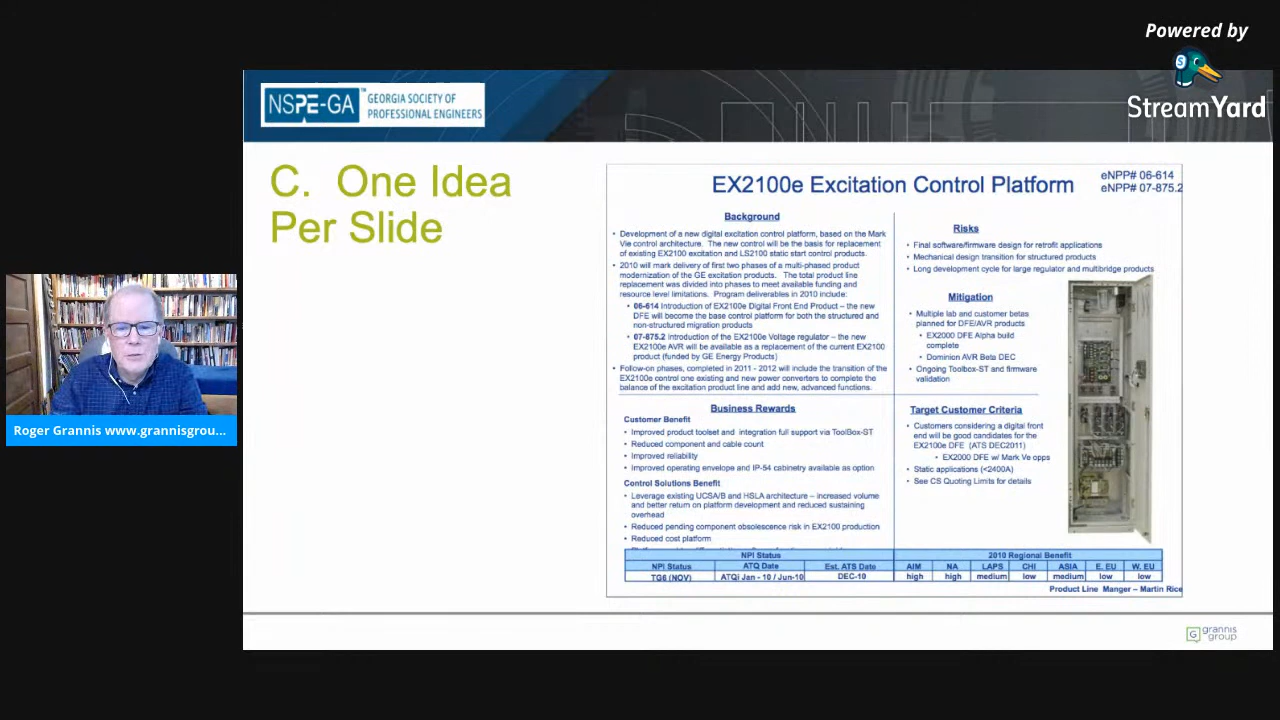 Powered by
StreamYard
NSPE-GA
GEORGIA SOCIETY OF
PROFESSIONAL ENGINEERS
C. One Idea
Per Slide
EX2100e Excitation Control Platform
eNPP# 06-614
eNPP# 07-875.2
Background
• Development of a new digital excitation control platform, based on the Mark
VIe control architecture. The new control will be the basis for replacement
of existing EX2100 excitation and LS2100 static start control products.
• 2010 will mark delivery of first two phases of a multi-phased product
modernization of the GE excitation products. The total product line
replacement was divided into phases to meet available funding and
resource level limitations. Program deliverables in 2010 include:
• 06-614 Introduction of EX2100e Digital Front End Product – the new
DFE will become the base control platform for both the structured and
non-structured migration products
• 07-875.2 Introduction of the EX2100e Voltage regulator – the new
EX2100e AVR will be available as a replacement of the current EX2100
product (funded by GE Energy Products)
• Follow-on phases, completed in 2011 - 2012 will include the transition of the
EX2100e control one existing and new power converters to complete the
balance of the excitation product line and add new, advanced functions.
Risks
• Final software/firmware design for retrofit applications
• Mechanical design transition for structured products
• Long development cycle for large regulator and multibridge products
Mitigation
• Multiple lab and customer betas
planned for DFE/AVR products
• EX2000 DFE Alpha build
complete
• Dominion AVR Beta DEC
• Ongoing Toolbox-ST and firmware
validation
Business Rewards
Customer Benefit
• Improved product toolset and integration full support via ToolBox-ST
• Reduced component and cable count
• Improved reliability
• Improved operating envelope and IP-54 cabinetry available as option
Control Solutions Benefit
• Leverage existing UCSA/B and HSLA architecture – increased volume
and better return on platform development and reduced sustaining
overhead
• Reduced pending component obsolescence risk in EX2100 production
• Reduced cost platform
Target Customer Criteria
• Customers considering a digital front
end will be good candidates for the
EX2100e DFE (ATS DEC2011)
• EX2000 DFE w/ Mark Ve opps
• Static applications (<2400A)
• See CS Quoting Limits for details
NPI Status 2010 Regional Benefit
NPI Status ATQ Date Est. ATS Date AIM NA LAPS CHI ASIA E. EU W. EU
TG6 (NOV) ATQi Jan - 10 / Jun-10 DEC-10 high high medium low medium low low
Product Line Manger – Martin Rice
Roger Grannis www.grannisgrou...
G grannis
group